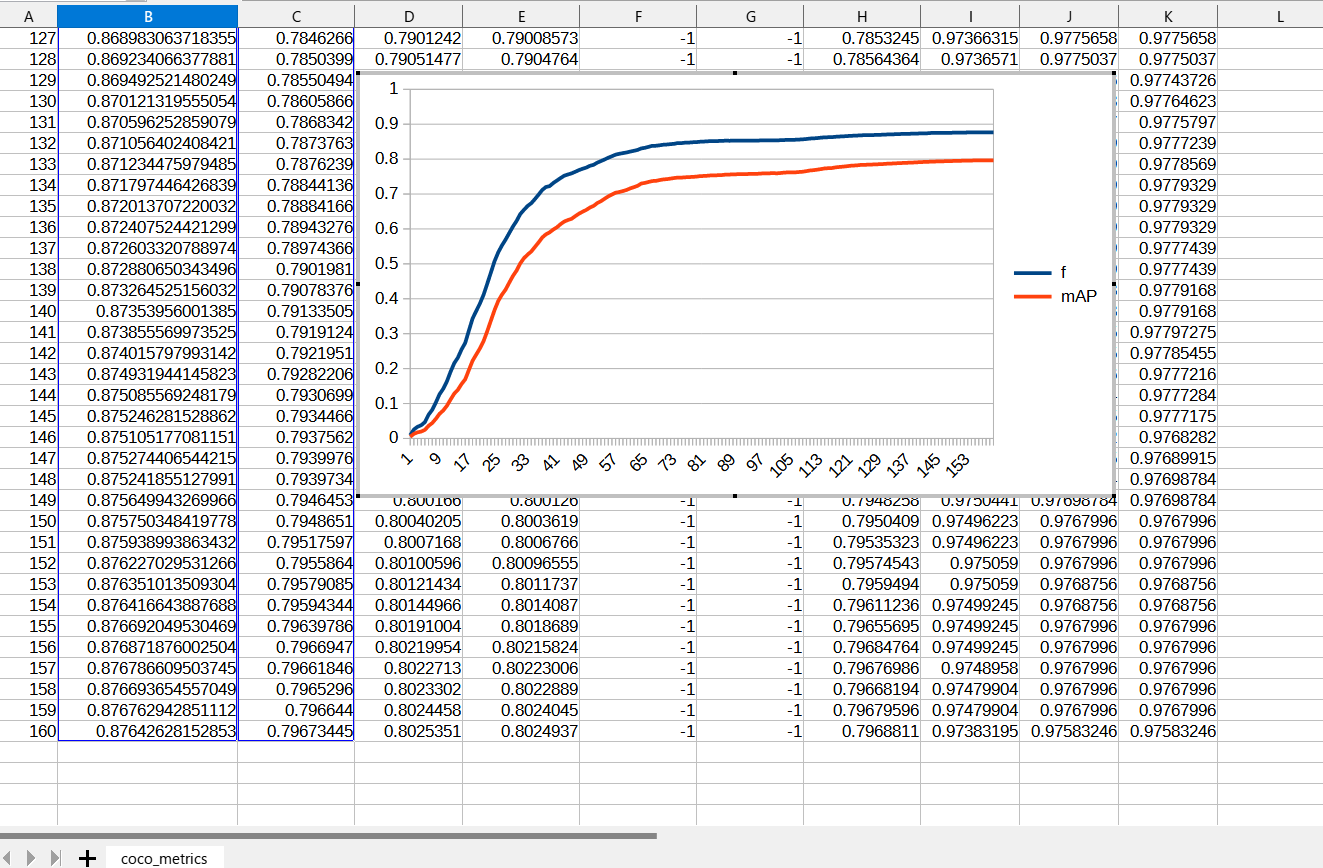 A B C D E F G H I J K L
127 0.868983063718355 0.7846266 0.7901242 0.79008573 -1 -1 0.7853245 0.97366315 0.9775658 0.9775658
128 0.869234066377881 0.7850399 0.79051477 0.7904764 -1 -1 0.78564364 0.9736571 0.9775037 0.9775037
129 0.869492521480249 0.78550494 0.97743726
130 0.870121319555054 0.78605866 0.97764623
131 0.870596252859079 0.7868342 0.9775797
132 0.871056402408421 0.7873763 0.9777239
133 0.871234475979485 0.7876239 0.9778569
134 0.871797446426839 0.78844136 0.9779329
135 0.872013707220032 0.78884166 0.9779329
136 0.872407524421299 0.78943276 0.9779329
137 0.872603320788974 0.78974366 0.9777439
138 0.872880650343496 0.7901981 0.9777439
139 0.873264525156032 0.79078376 0.9779168
140 0.87353956001385 0.79133505 0.9779168
141 0.873855569973525 0.7919124 0.97797275
142 0.874015797993142 0.7921951 0.97785455
143 0.874931944145823 0.79282206 0.9777216
144 0.875085569248179 0.7930699 0.9777284
145 0.875246281528862 0.7934466 0.9777175
146 0.875105177081151 0.7937562 0.9768282
147 0.875274406544215 0.7939976 0.97689915
148 0.875241855127991 0.7939734 0.97698784
149 0.875649943269966 0.7946453 0.800166 0.800126 -1 -1 0.7948258 0.9750441 0.97698784 0.97698784
150 0.875750348419778 0.7948651 0.80040205 0.8003619 -1 -1 0.7950409 0.97496223 0.9767996 0.9767996
151 0.875938993863432 0.79517597 0.8007168 0.8006766 -1 -1 0.79535323 0.97496223 0.9767996 0.9767996
152 0.876227029531266 0.7955864 0.80100596 0.80096555 -1 -1 0.79574543 0.975059 0.9767996 0.9767996
153 0.876351013509304 0.79579085 0.80121434 0.8011737 -1 -1 0.7959494 0.975059 0.9768756 0.9768756
154 0.876416643887688 0.79594344 0.80144966 0.8014087 -1 -1 0.79611236 0.97499245 0.9768756 0.9768756
155 0.876692049530469 0.79639786 0.80191004 0.8018689 -1 -1 0.79655695 0.97499245 0.9767996 0.9767996
156 0.876871876002504 0.7966947 0.80219954 0.80215824 -1 -1 0.79684764 0.97499245 0.9767996 0.9767996
157 0.876786609503745 0.79661846 0.8022713 0.80223006 -1 -1 0.79676986 0.9748958 0.9767996 0.9767996
158 0.876693654557049 0.7965296 0.8023302 0.8022889 -1 -1 0.79668194 0.97479904 0.9767996 0.9767996
159 0.876762942851112 0.796644 0.8024458 0.8024045 -1 -1 0.79679596 0.97479904 0.9767996 0.9767996
160 0.87642628152853 0.79673445 0.8025351 0.8024937 -1 -1 0.7968811 0.97383195 0.97583246 0.97583246
1
0.9
0.8
0.7
0.6
0.5
0.4
0.3
0.2
0.1
0
1 9 17 25 33 41 49 57 65 73 81 89 97 105 113 121 129 137 145 153
f
mAP
coco_metrics